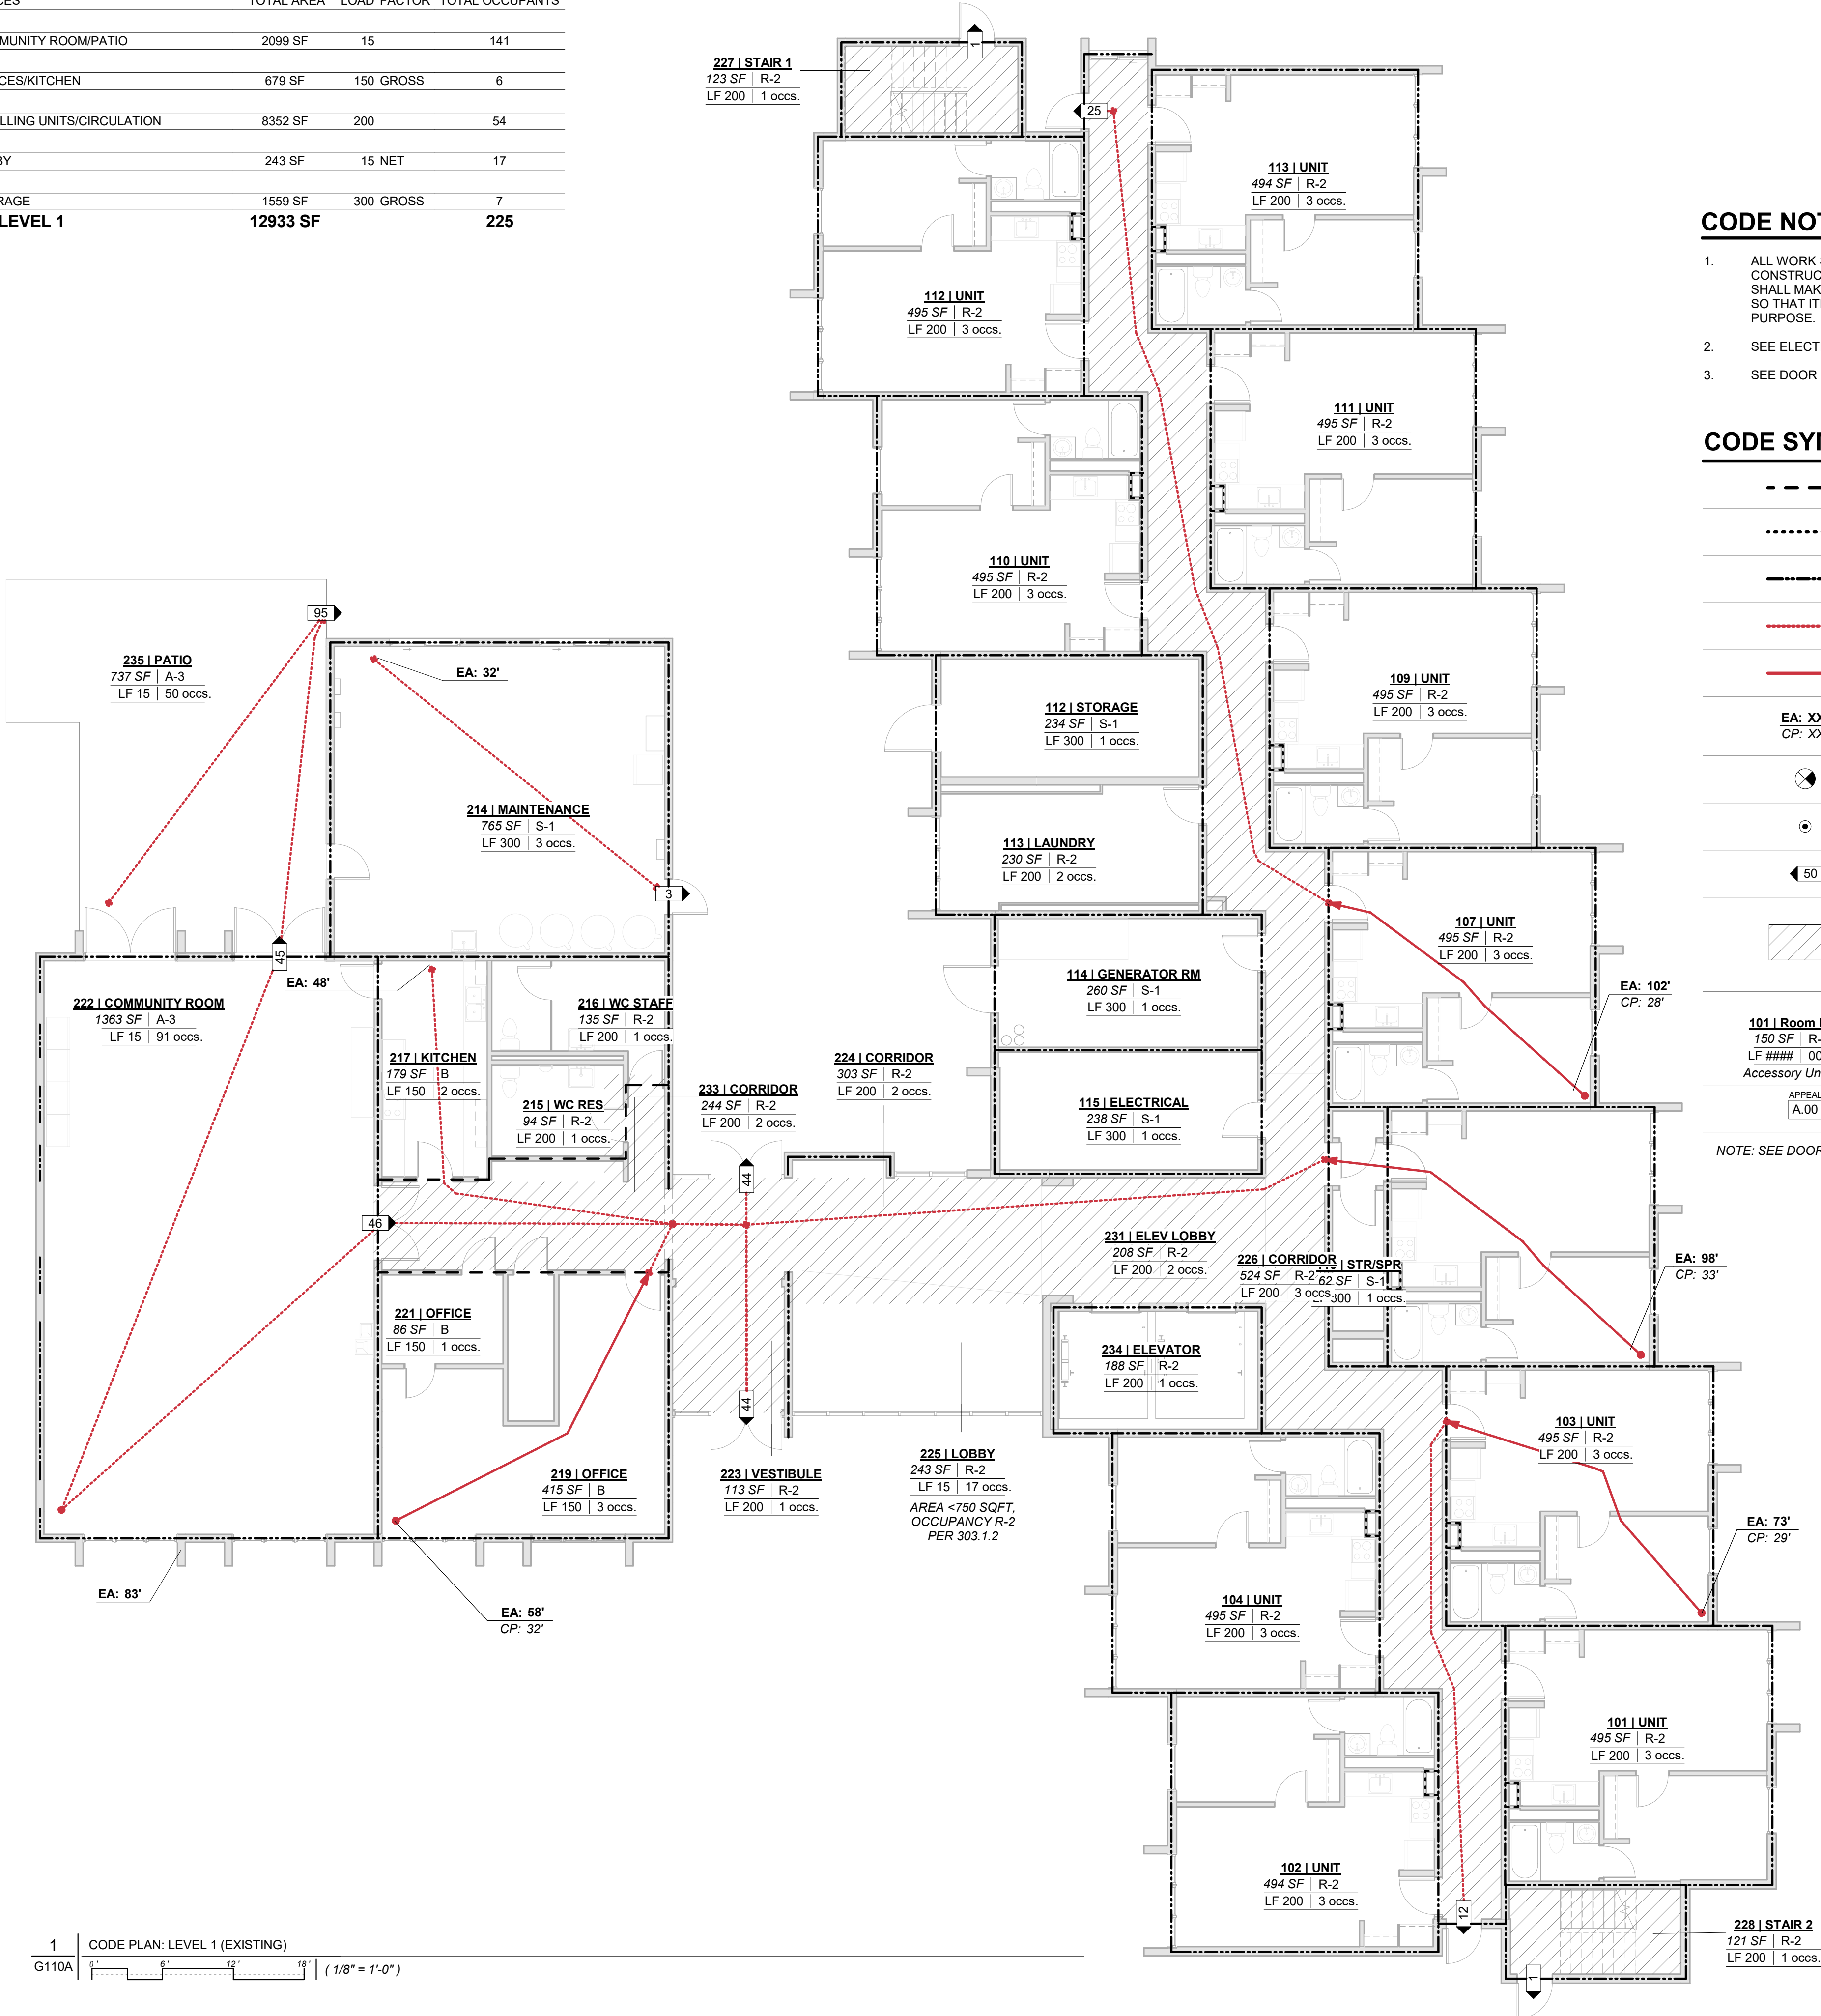 CES TOTAL AREA LOAD FACTOR TOTAL OCCUPANTS
MUNITY ROOM/PATIO 2099 SF 15 141
CES/KITCHEN 679 SF 150 GROSS 6
LLING UNITS/CIRCULATION 8352 SF 200 54
BY 243 SF 15 NET 17
RAGE 1559 SF 300 GROSS 7
LEVEL 1 12933 SF 225
227 | STAIR 1
123 SF R-2
LF 200 1 occs.
1
25
113 | UNIT
494 SF R-2
LF 200 3 occs.
112 | UNIT
495 SF R-2
LF 200 3 occs.
111 | UNIT
495 SF R-2
LF 200 3 occs.
110 | UNIT
495 SF R-2
LF 200 3 occs.
109 | UNIT
495 SF R-2
LF 200 3 occs.
CODE NOT
1. ALL WORK
CONSTRUC
SHALL MAK
SO THAT IT
PURPOSE.
2. SEE ELECT
3. SEE DOOR
CODE SYM
EA: XX
CP: XX
50
101 | Room
150 SF R-
LF #### 00
Accessory Un
APPEAL
A.00
NOTE: SEE DOOR
95
235 | PATIO
737 SF A-3
LF 15 50 occs.
EA: 32'
214 | MAINTENANCE
765 SF S-1
LF 300 3 occs.
3
112 | STORAGE
234 SF S-1
LF 300 1 occs.
113 | LAUNDRY
230 SF R-2
LF 200 2 occs.
107 | UNIT
495 SF R-2
LF 200 3 occs.
EA: 102'
CP: 28'
45
EA: 48'
222 | COMMUNITY ROOM
1363 SF A-3
LF 15 91 occs.
216 | WC STAFF
135 SF R-2
LF 200 1 occs.
217 | KITCHEN
179 SF B
LF 150 2 occs.
215 | WC RES
94 SF R-2
LF 200 1 occs.
233 | CORRIDOR
244 SF R-2
LF 200 2 occs.
224 | CORRIDOR
303 SF R-2
LF 200 2 occs.
114 | GENERATOR RM
260 SF S-1
LF 300 1 occs.
115 | ELECTRICAL
238 SF S-1
LF 300 1 occs.
44
46
231 | ELEV LOBBY
208 SF R-2
LF 200 2 occs.
226 | CORRIDOR
524 SF R-2
LF 200 3 occs.
STR/SPR
62 SF S-1
1 occs.
EA: 98'
CP: 33'
221 | OFFICE
86 SF B
LF 150 1 occs.
234 | ELEVATOR
188 SF R-2
LF 200 1 occs.
44
219 | OFFICE
415 SF B
LF 150 3 occs.
223 | VESTIBULE
113 SF R-2
LF 200 1 occs.
225 | LOBBY
243 SF R-2
LF 15 17 occs.
AREA <750 SQFT,
OCCUPANCY R-2
PER 303.1.2
103 | UNIT
495 SF R-2
LF 200 3 occs.
EA: 73'
CP: 29'
EA: 83'
EA: 58'
CP: 32'
104 | UNIT
495 SF R-2
LF 200 3 occs.
101 | UNIT
495 SF R-2
LF 200 3 occs.
102 | UNIT
494 SF R-2
LF 200 3 occs.
12
228 | STAIR 2
121 SF R-2
LF 200 1 occs.
1
1 CODE PLAN: LEVEL 1 (EXISTING)
G110A 0' 6' 12' 18' ( 1/8" = 1'-0" )